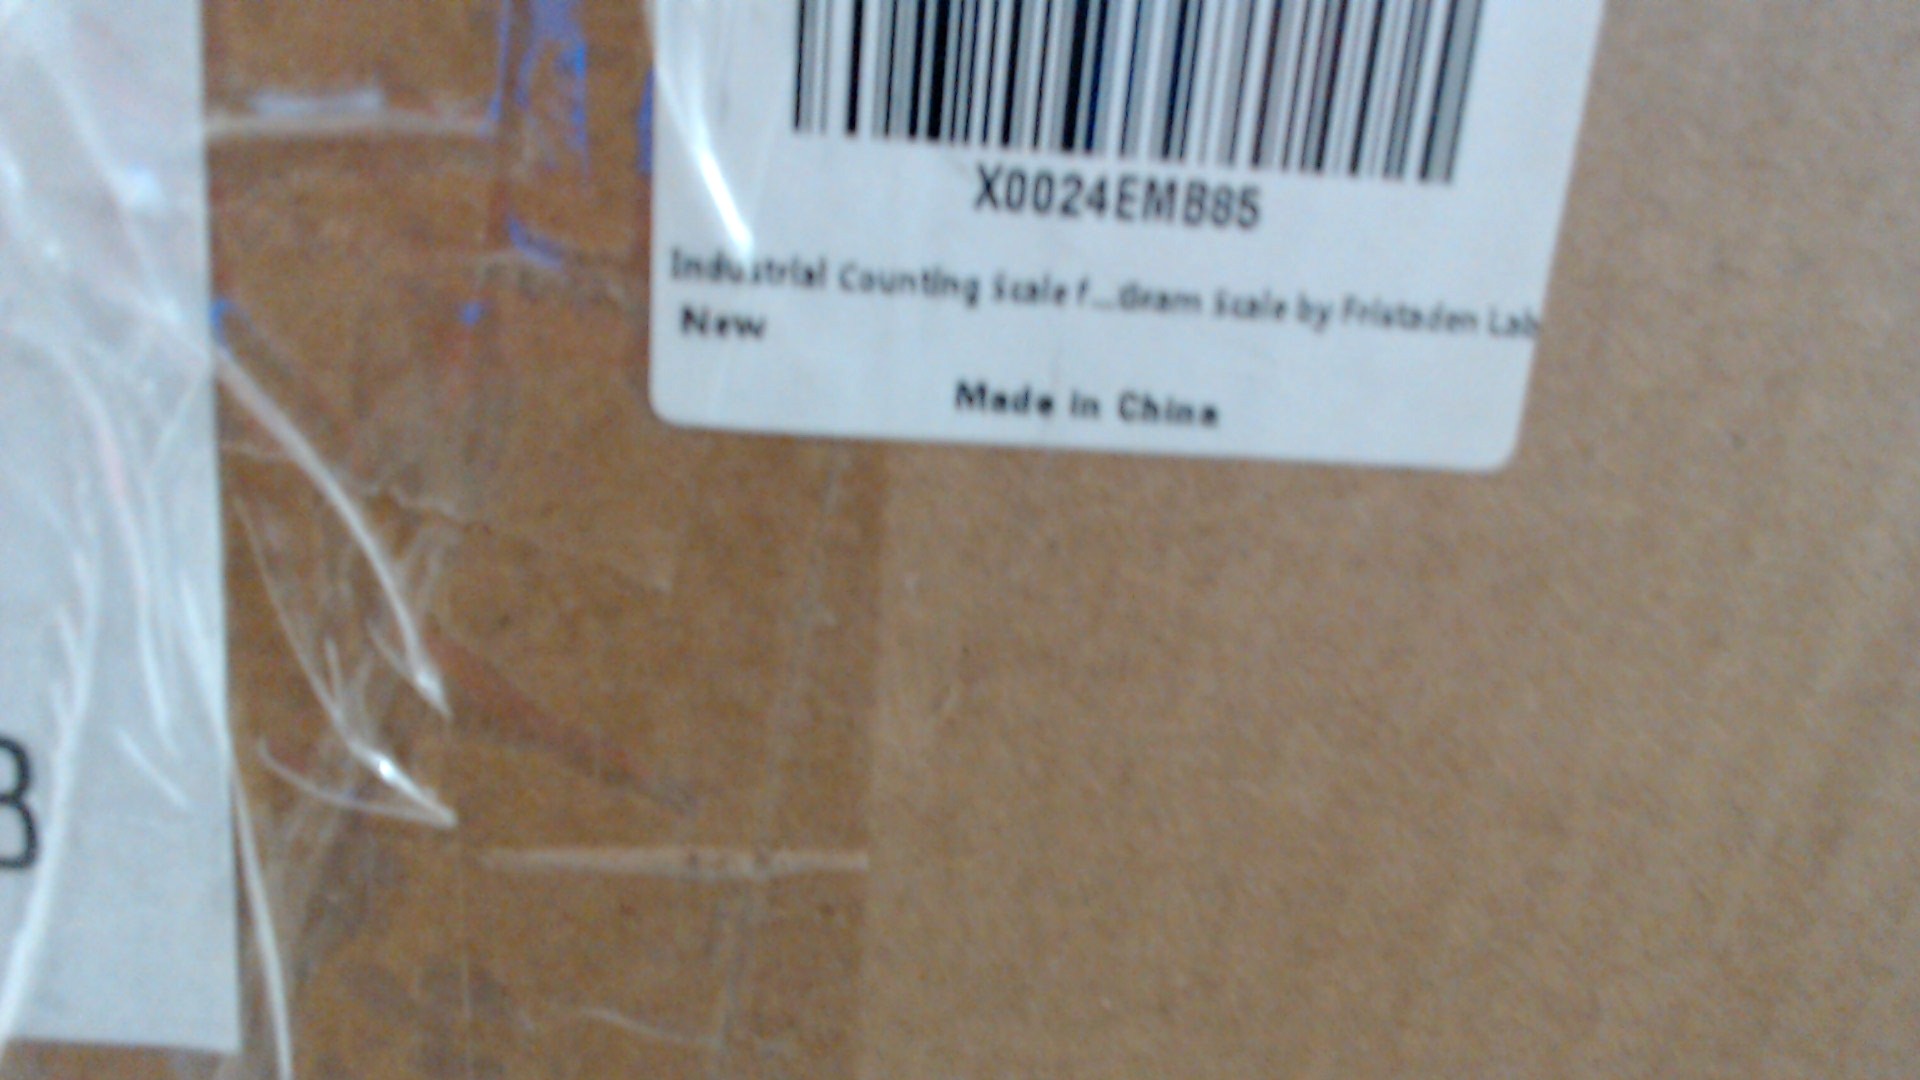 X0024EMB85
Industrial Counting Scale f...Gram Scale by Fristaden Lab
New
Made in China
B